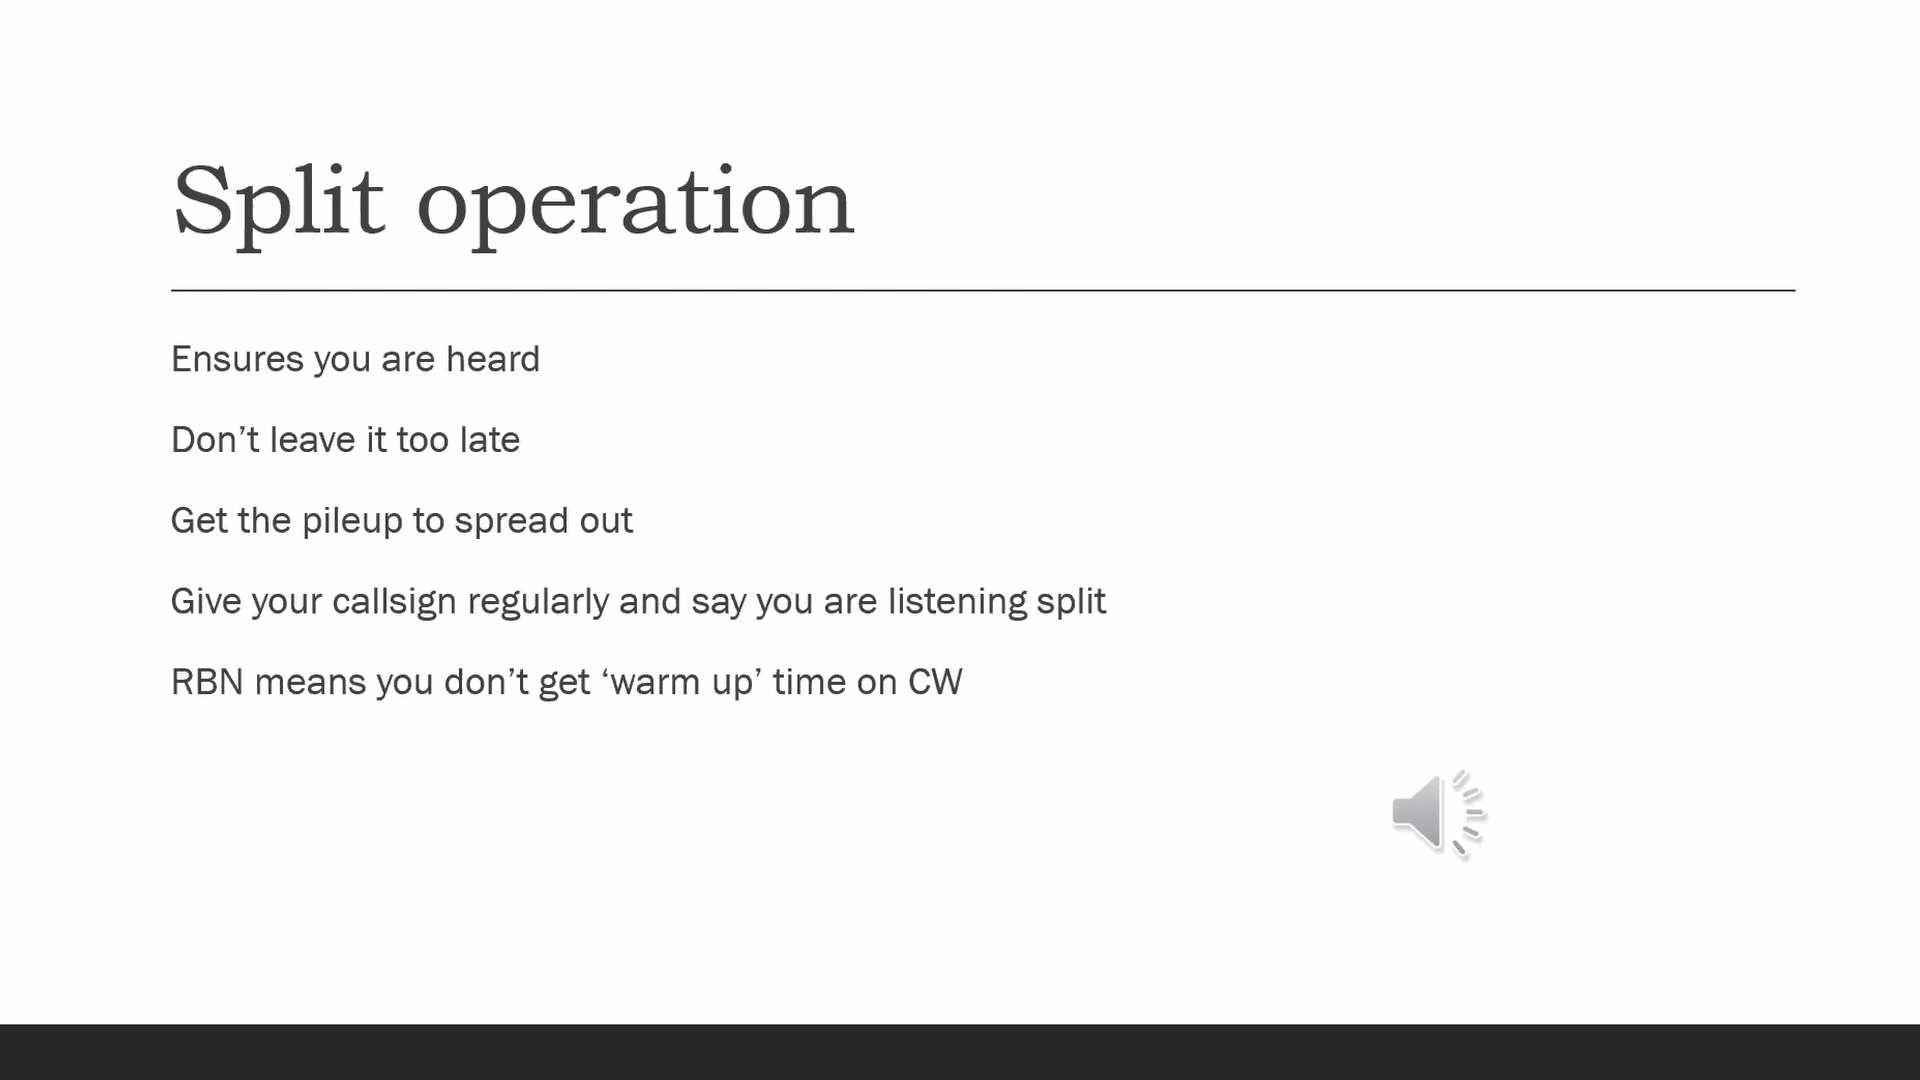 Split operation
Ensures you are heard
Don’t leave it too late
Get the pileup to spread out
Give your callsign regularly and say you are listening split
RBN means you don’t get ‘warm up’ time on CW